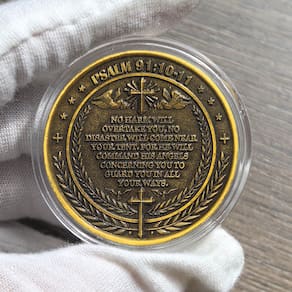 PSALM 91:10-11
NO HARM WILL
OVERTAKE YOU, NO
DISASTER WILL COME NEAR
YOUR TENT. FOR HE WILL
COMMAND HIS ANGELS
CONCERNING YOU TO
GUARD YOU IN ALL
YOUR WAYS.